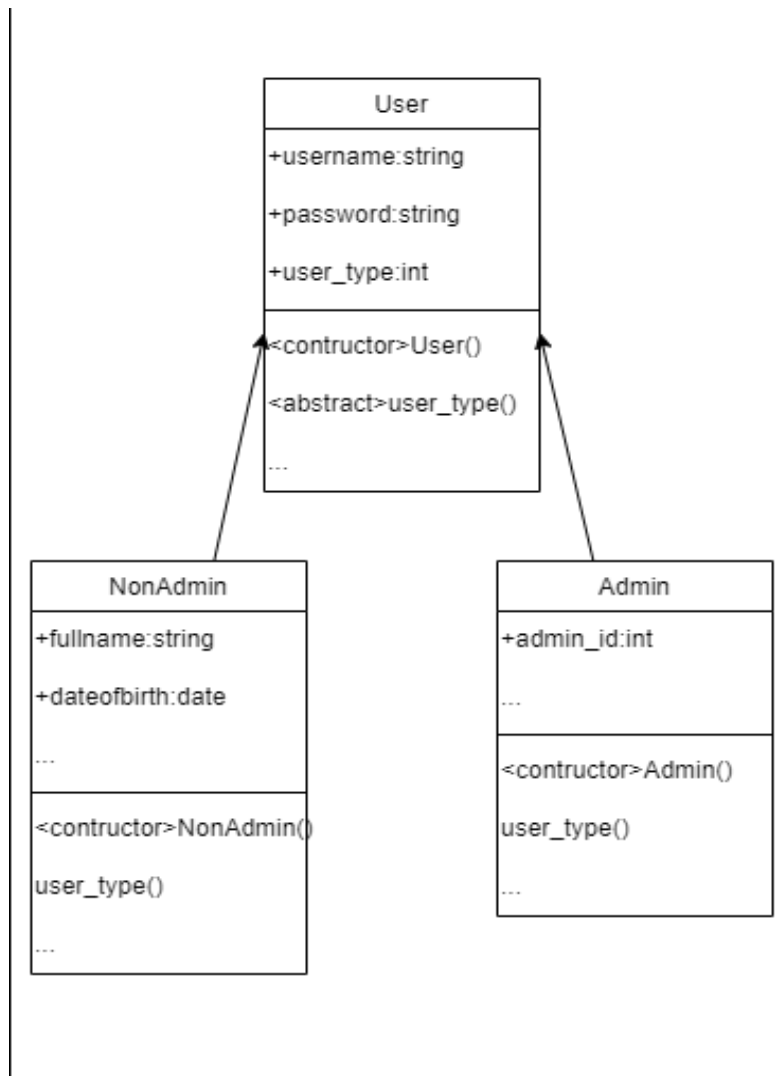 User
+username:string
+password:string
+user_type:int
<contructor>User()
<abstract>user_type()
...
NonAdmin
+fullname:string
+dateofbirth:date
...
<contructor>NonAdmin()
user_type()
...
Admin
+admin_id:int
...
<contructor>Admin()
user_type()
...